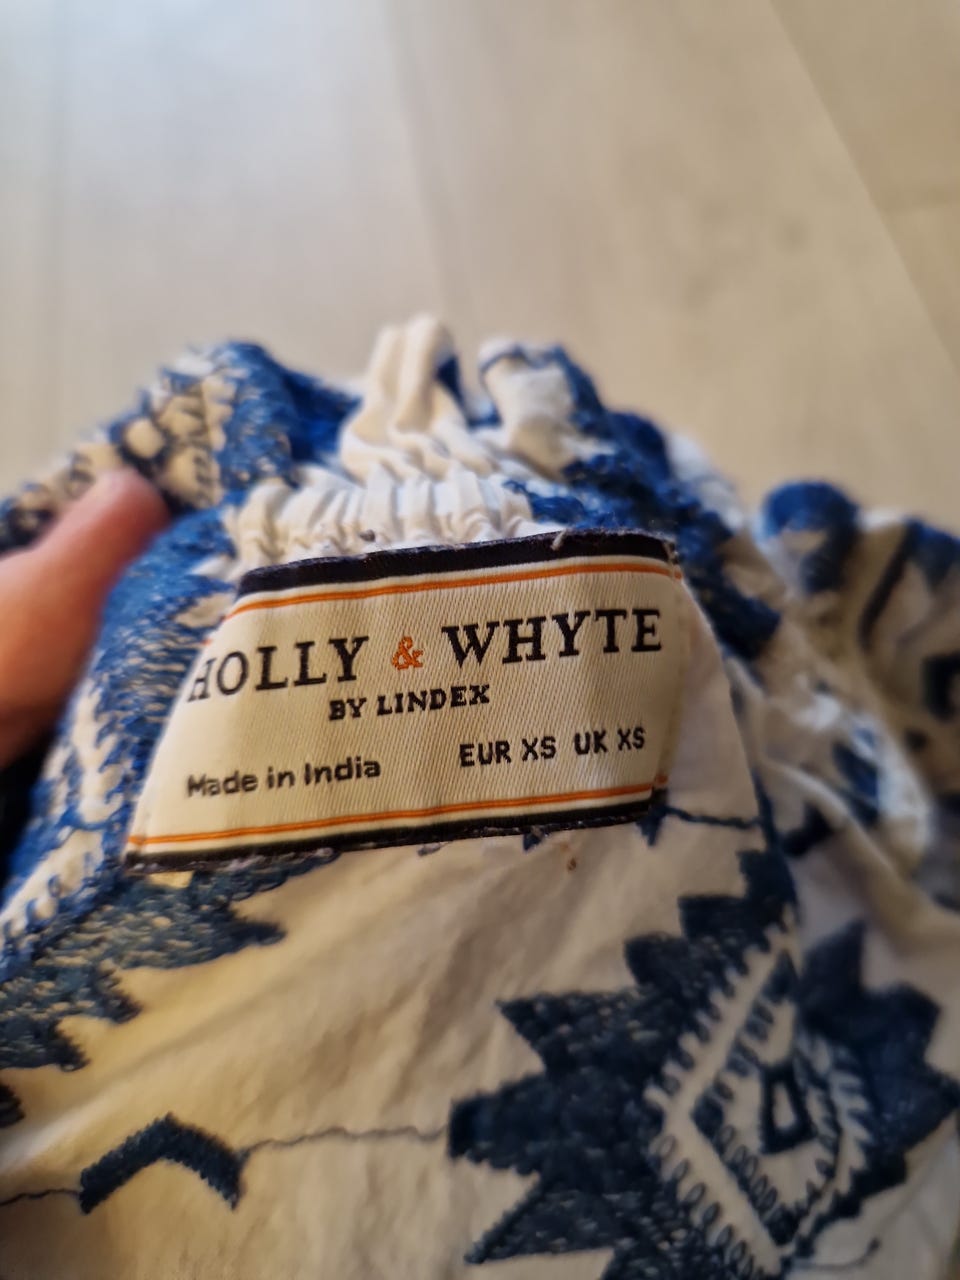 HOLLY & WHYTE
BY LINDEX
Made in India EUR XS UK XS